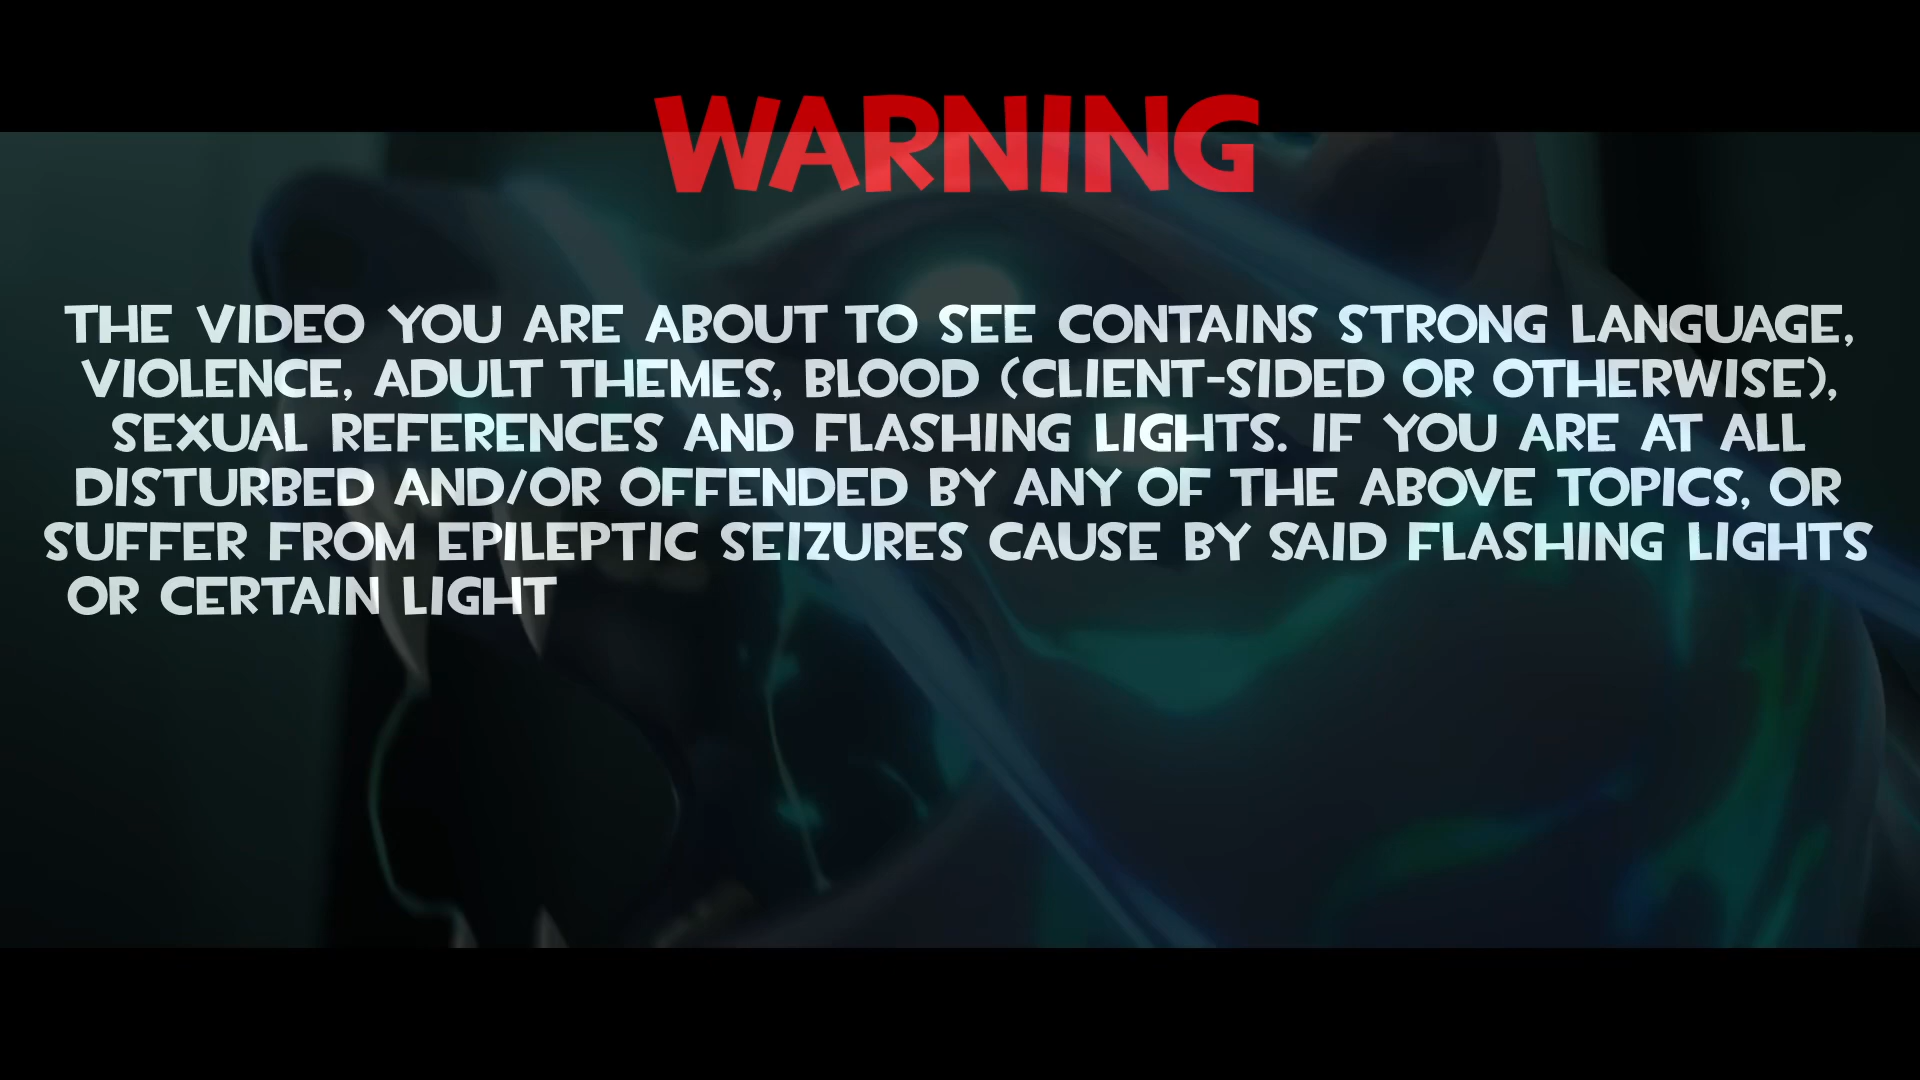 WARNING
THE VIDEO YOU ARE ABOUT TO SEE CONTAINS STRONG LANGUAGE,
VIOLENCE, ADULT THEMES, BLOOD (CLIENT-SIDED OR OTHERWISE),
SEXUAL REFERENCES AND FLASHING LIGHTS. IF YOU ARE AT ALL
DISTURBED AND/OR OFFENDED BY ANY OF THE ABOVE TOPICS, OR
SUFFER FROM EPILEPTIC SEIZURES CAUSE BY SAID FLASHING LIGHTS
OR CERTAIN LIGHT